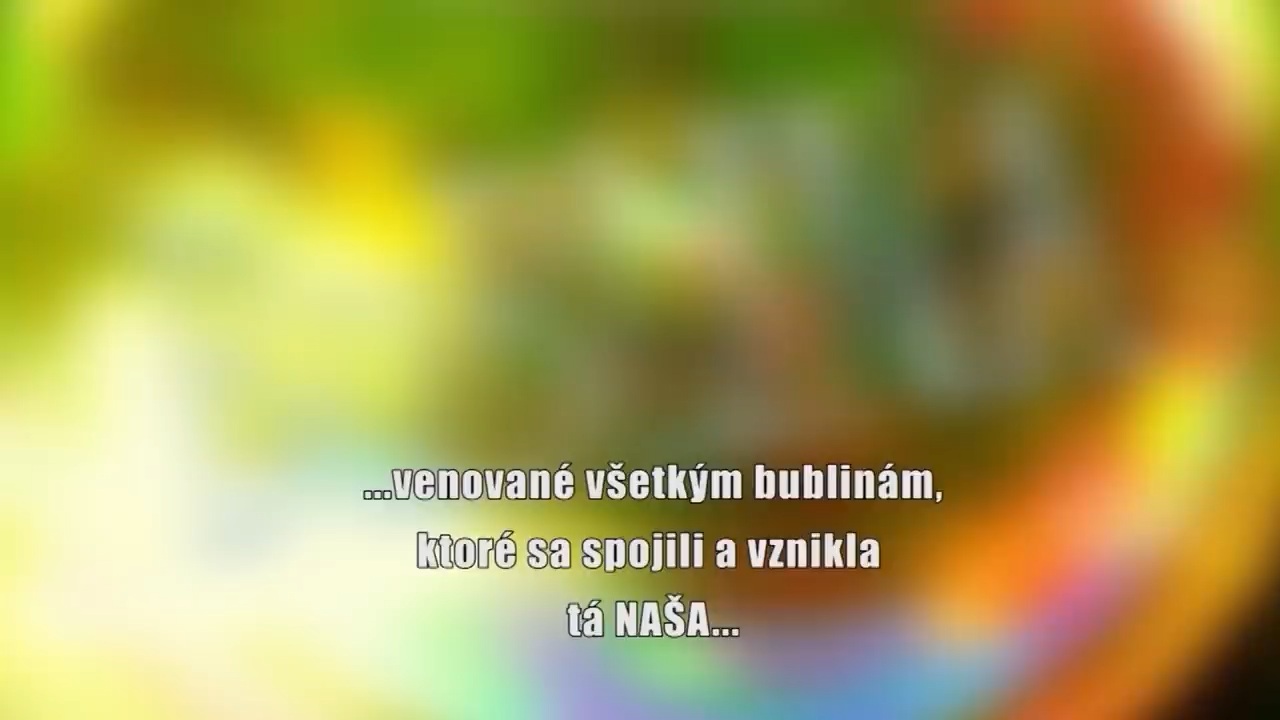 ...venované všetkým bublinám,
ktoré sa spojili a vznikla
tá NAŠA...